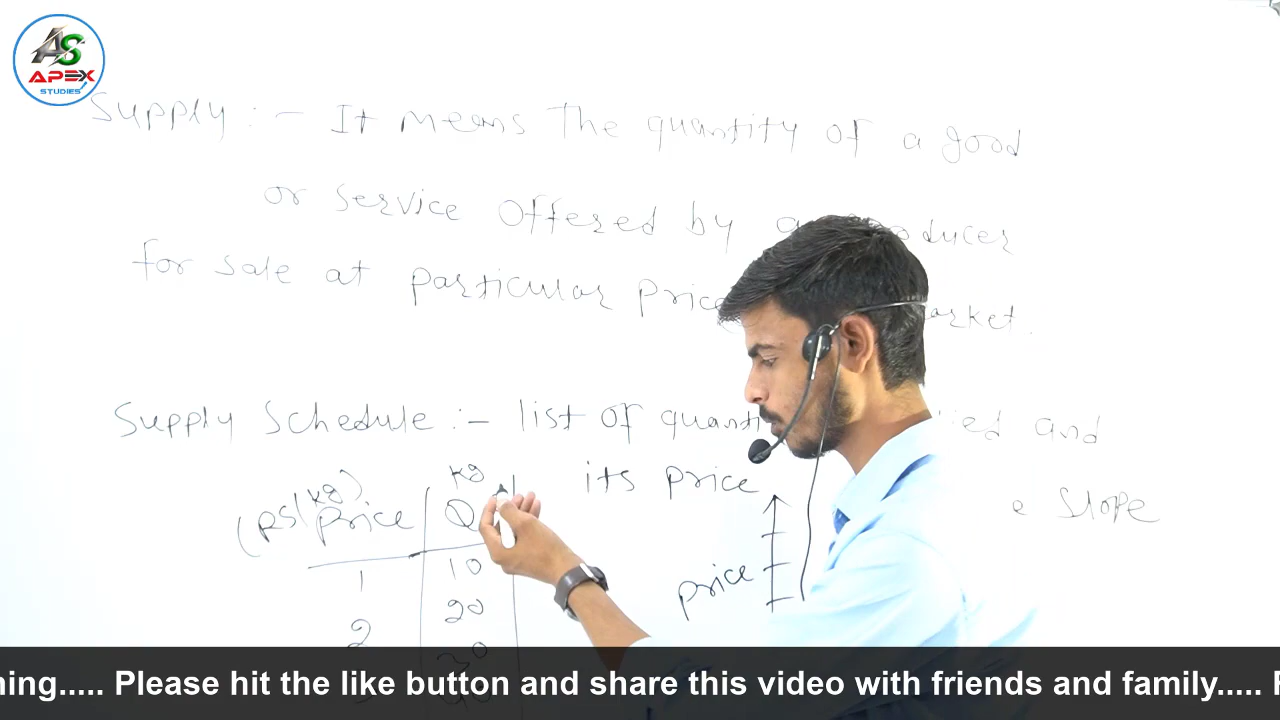 AS
APEX
STUDIES
Supply :- It means The quantity of a good
or service offered by a producer
for sale at particular price market.
Supply Schedule :- list of and
its price
(RS/kg) kg
price Q
1 10
2 20
price
Slope
ning..... Please hit the like button and share this video with friends and family.....